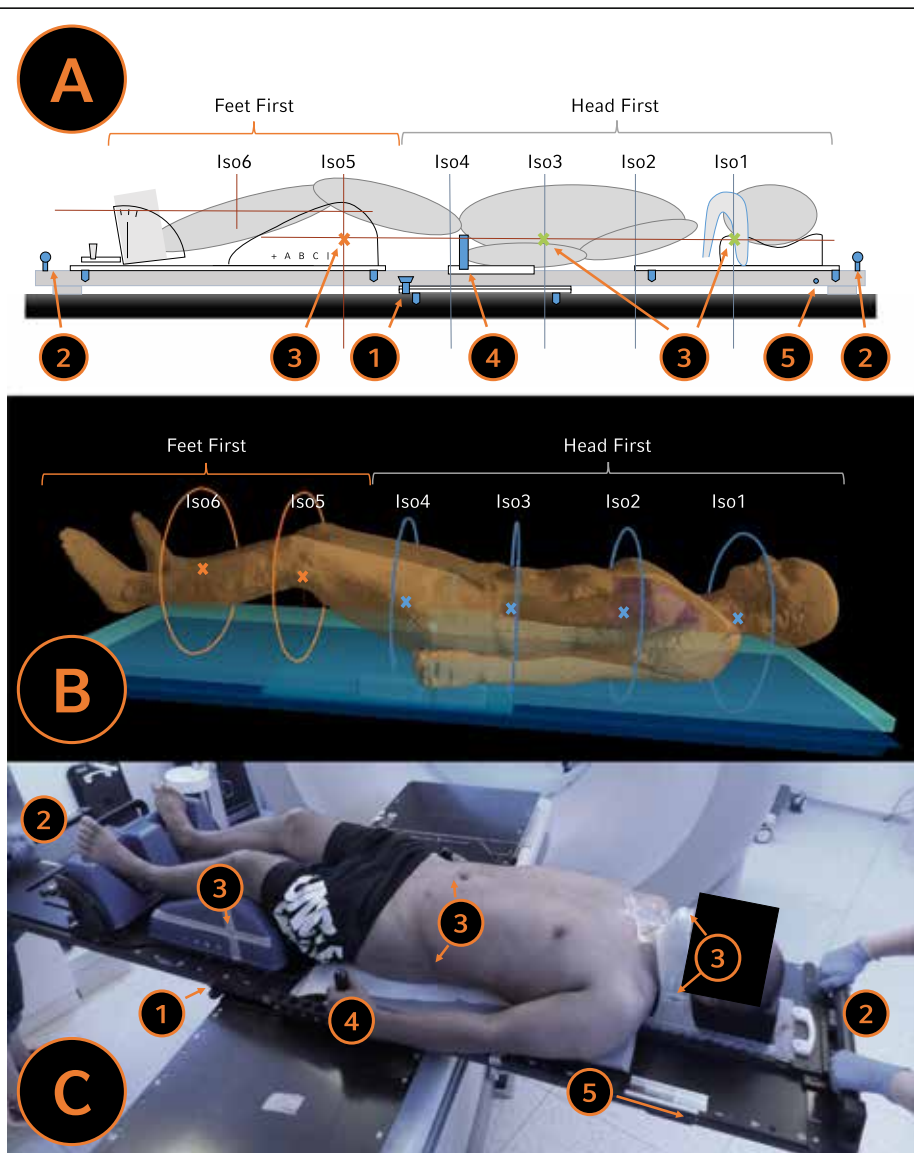 A
Feet First
Head First
Iso6
Iso5
Iso4
Iso3
Iso2
Iso1
+ A B C
2
3
1
4
3
5
2
Feet First
Head First
Iso6
Iso5
Iso4
Iso3
Iso2
Iso1
B
2
3
3
3
1
4
2
5
C